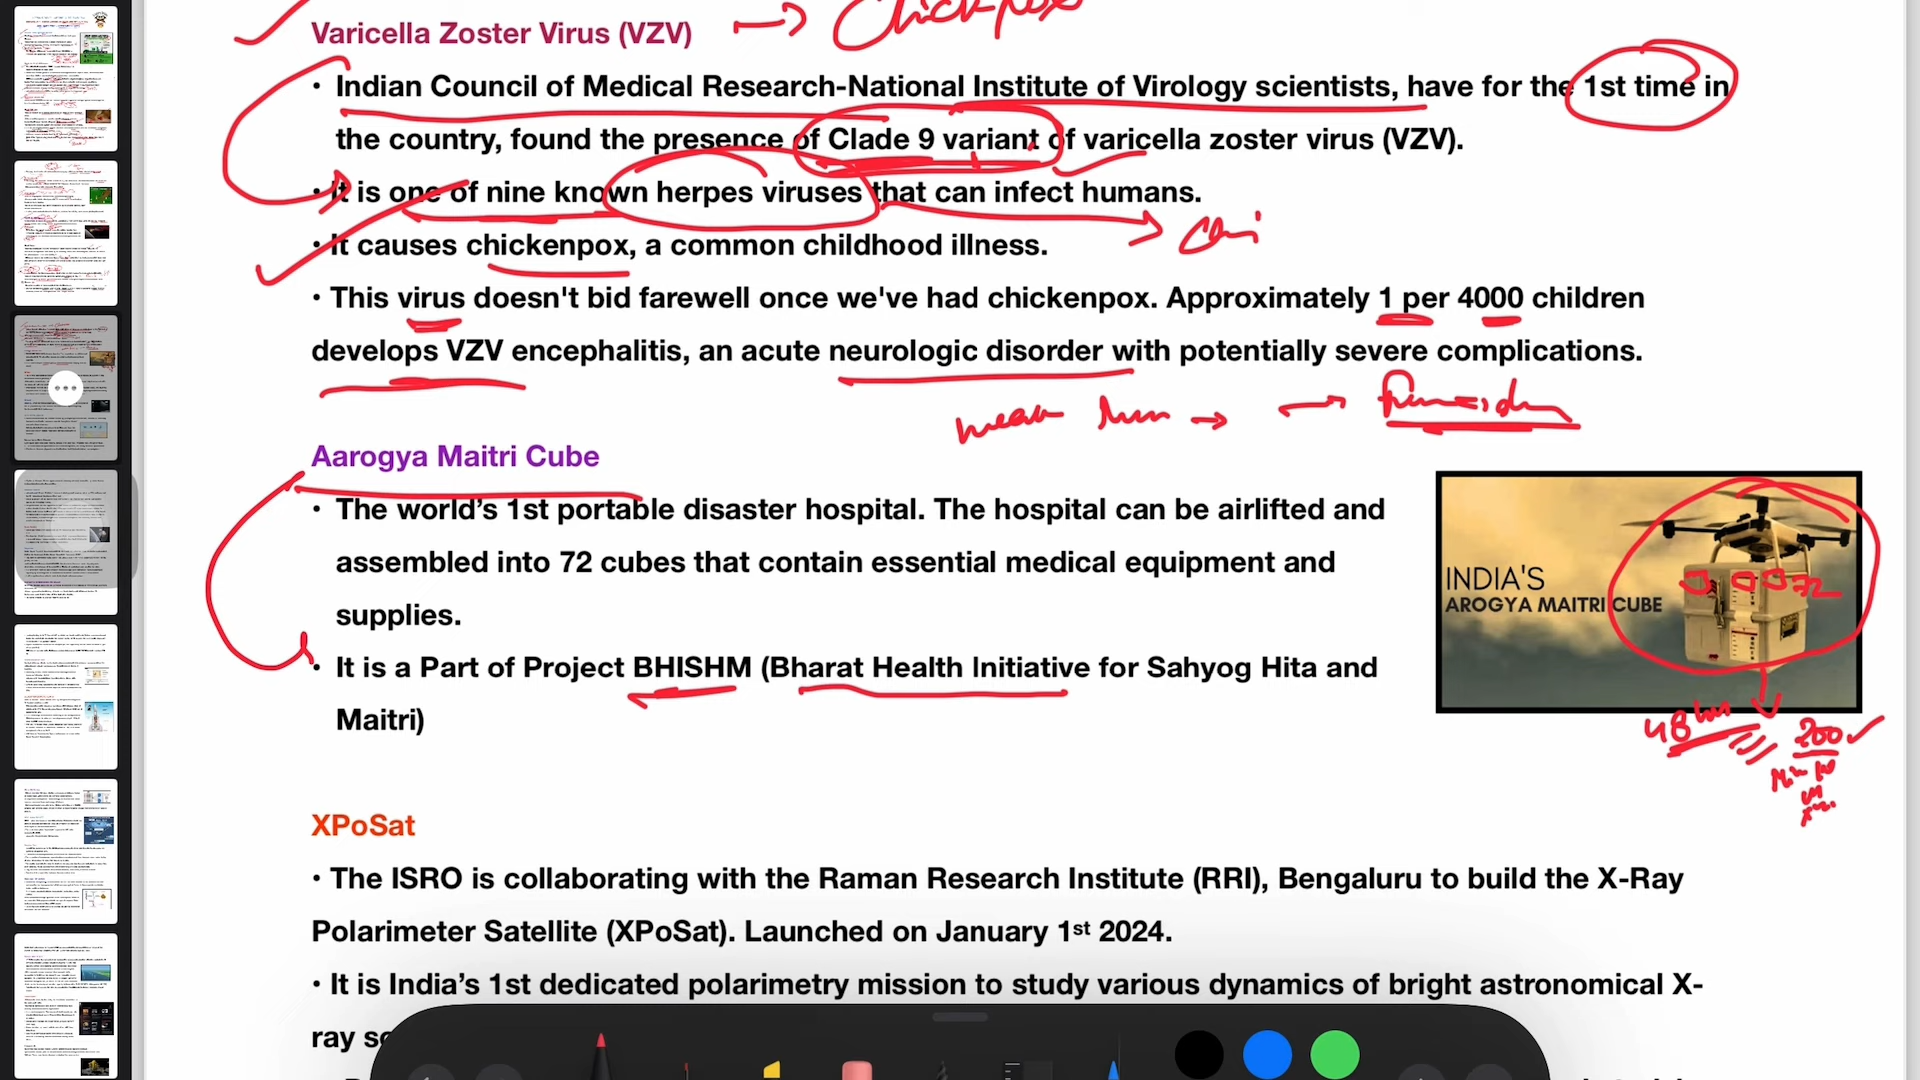 Varicella Zoster Virus (VZV) → Chickpox
• Indian Council of Medical Research-National Institute of Virology scientists, have for the 1st time in
the country, found the presence of Clade 9 variant of varicella zoster virus (VZV).
• It is one of nine known herpes viruses that can infect humans.
• It causes chickenpox, a common childhood illness.
• This virus doesn't bid farewell once we've had chickenpox. Approximately 1 per 4000 children
develops VZV encephalitis, an acute neurologic disorder with potentially severe complications.
Aarogya Maitri Cube
• The world's 1st portable disaster hospital. The hospital can be airlifted and
assembled into 72 cubes that contain essential medical equipment and
supplies.
• It is a Part of Project BHISHM (Bharat Health Initiative for Sahyog Hita and
Maitri)
INDIA'S
AROGYA MAITRI CUBE
72
48 hrs
200
XPoSat
• The ISRO is collaborating with the Raman Research Institute (RRI), Bengaluru to build the X-Ray
Polarimeter Satellite (XPoSat). Launched on January 1st 2024.
• It is India's 1st dedicated polarimetry mission to study various dynamics of bright astronomical X-
ray